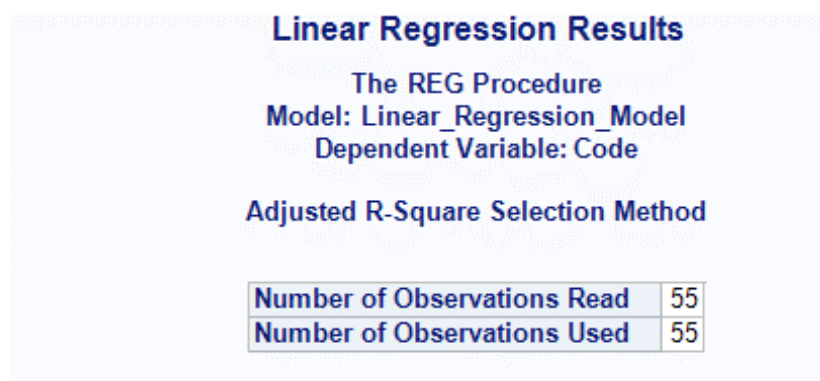 Linear Regression Results
The REG Procedure
Model: Linear_Regression_Model
Dependent Variable: Code
Adjusted R-Square Selection Method
Number of Observations Read 55
Number of Observations Used 55